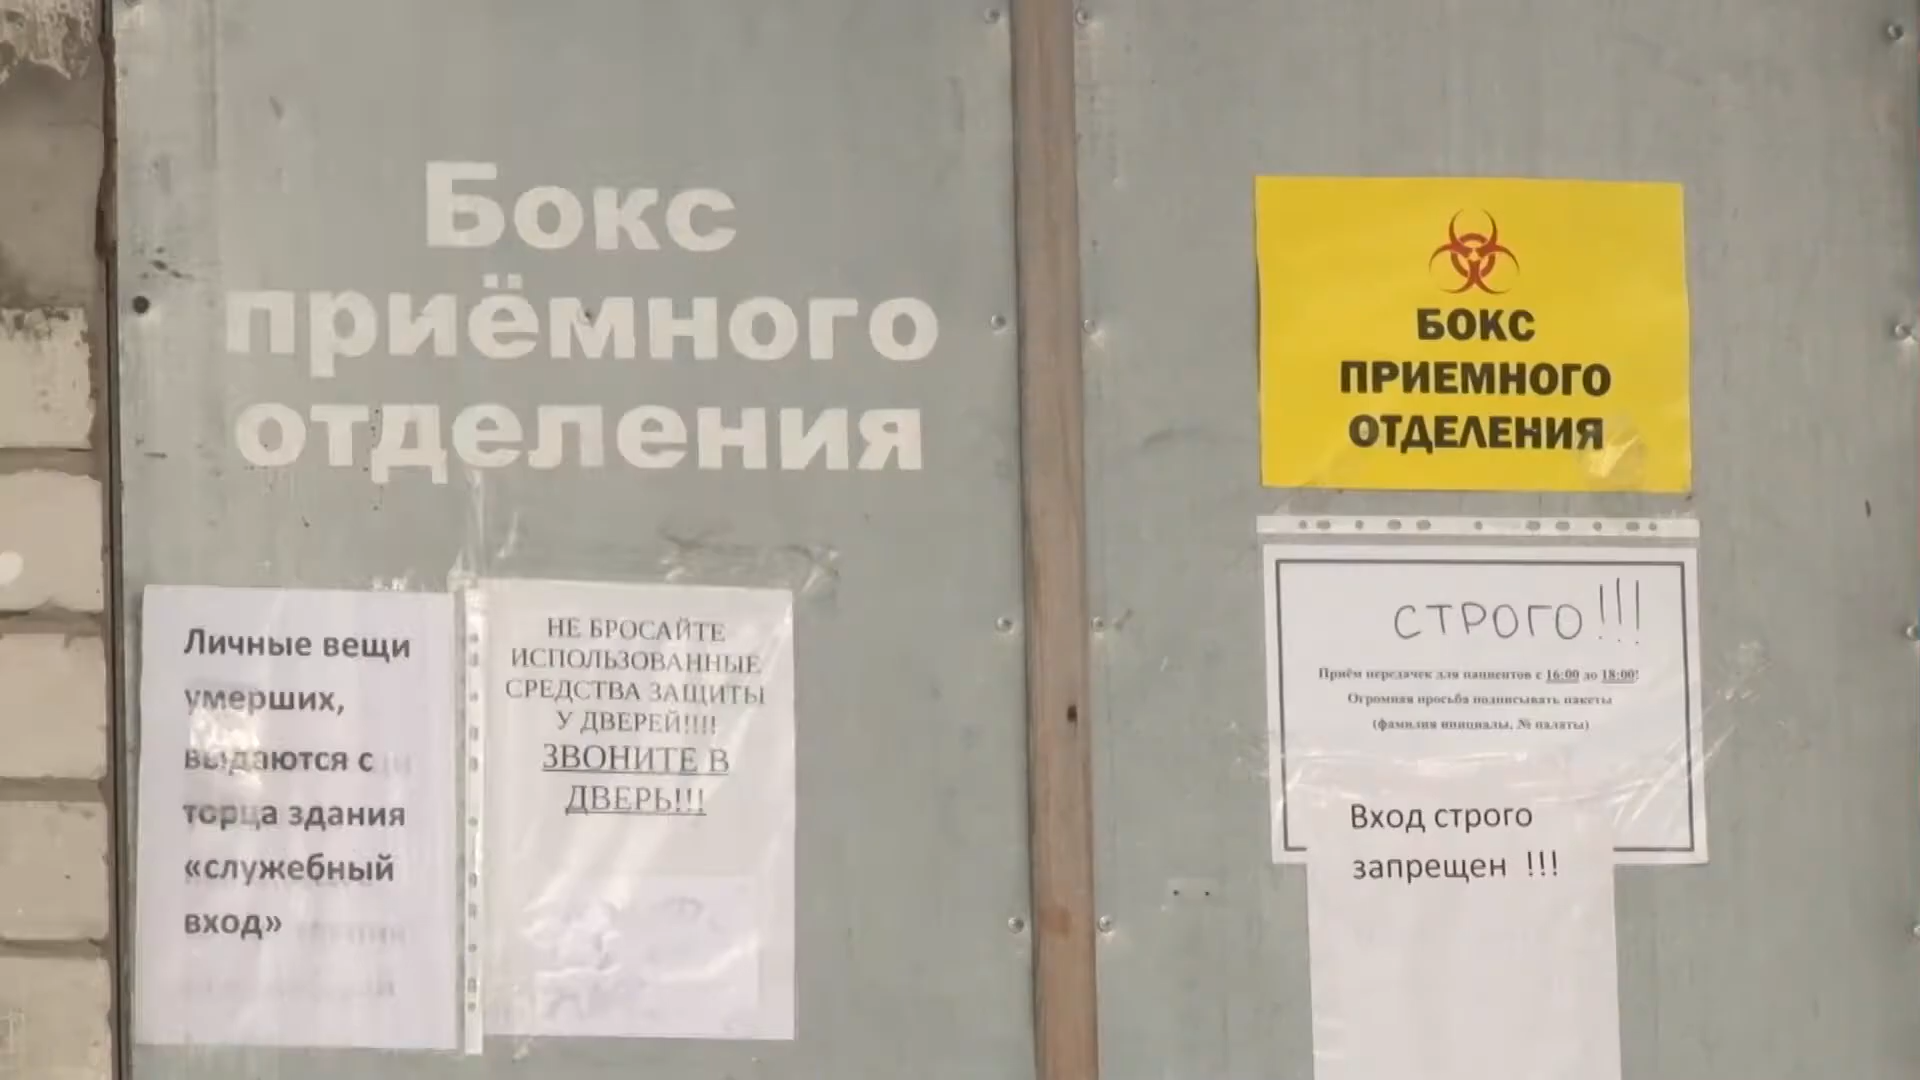 Бокс
приёмного
отделения
Личные вещи
умерших,
выдаются с
торца здания
«служебный
вход»
НЕ БРОСАЙТЕ
ИСПОЛЬЗОВАННЫЕ
СРЕДСТВА ЗАЩИТЫ
У ДВЕРЕЙ!!!!
ЗВОНИТЕ В
ДВЕРЬ!!!
БОКС
ПРИЕМНОГО
ОТДЕЛЕНИЯ
СТРОГО!!!
Приём передачек для пациентов с 16:00 до 18:00!
Огромная просьба подписывать пакеты
(фамилия инициалы, № палаты)
Вход строго
запрещен !!!